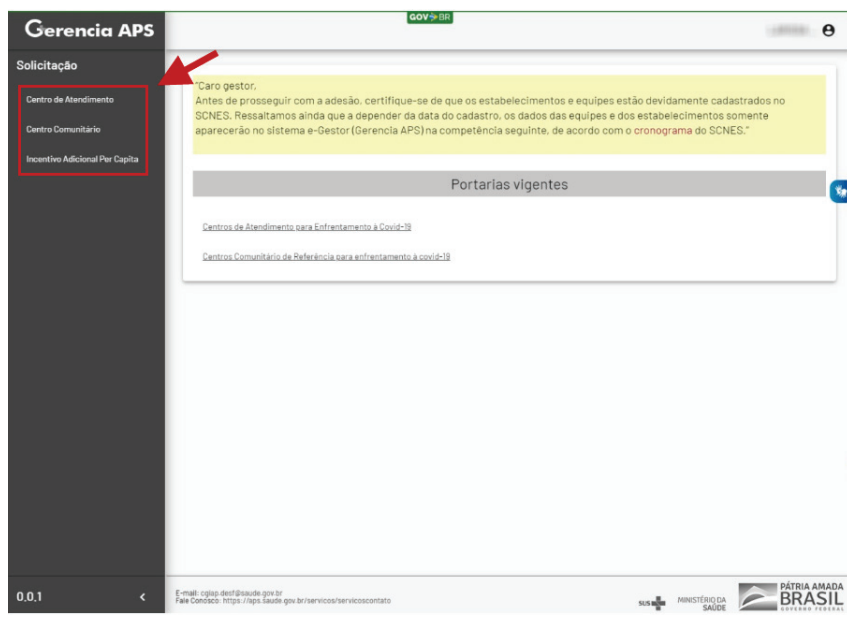 GOV BR
Gerencia APS
Solicitação
Centro de Atendimento
Centro Comunitário
Incentivo Adicional Per Capita
"Caro gestor,
Antes de prosseguir com a adesão, certifique-se de que os estabelecimentos e equipes estão devidamente cadastrados no
SCNES. Ressaltamos ainda que a depender da data do cadastro, os dados das equipes e dos estabelecimentos somente
aparecerão no sistema e-Gestor (Gerencia APS) na competência seguinte, de acordo com o cronograma do SCNES."
Portarias vigentes
Centros de Atendimento para Enfrentamento à Covid-19
Centros Comunitário de Referência para enfrentamento à covid-19
0.0.1
E-mail: cgiap.desf@saude.gov.br
Fale Conosco: https://aps.saude.gov.br/servicos/servicoscontato
SUS
MINISTÉRIO DA
SAÚDE
PÁTRIA AMADA
BRASIL
GOVERNO FEDERAL